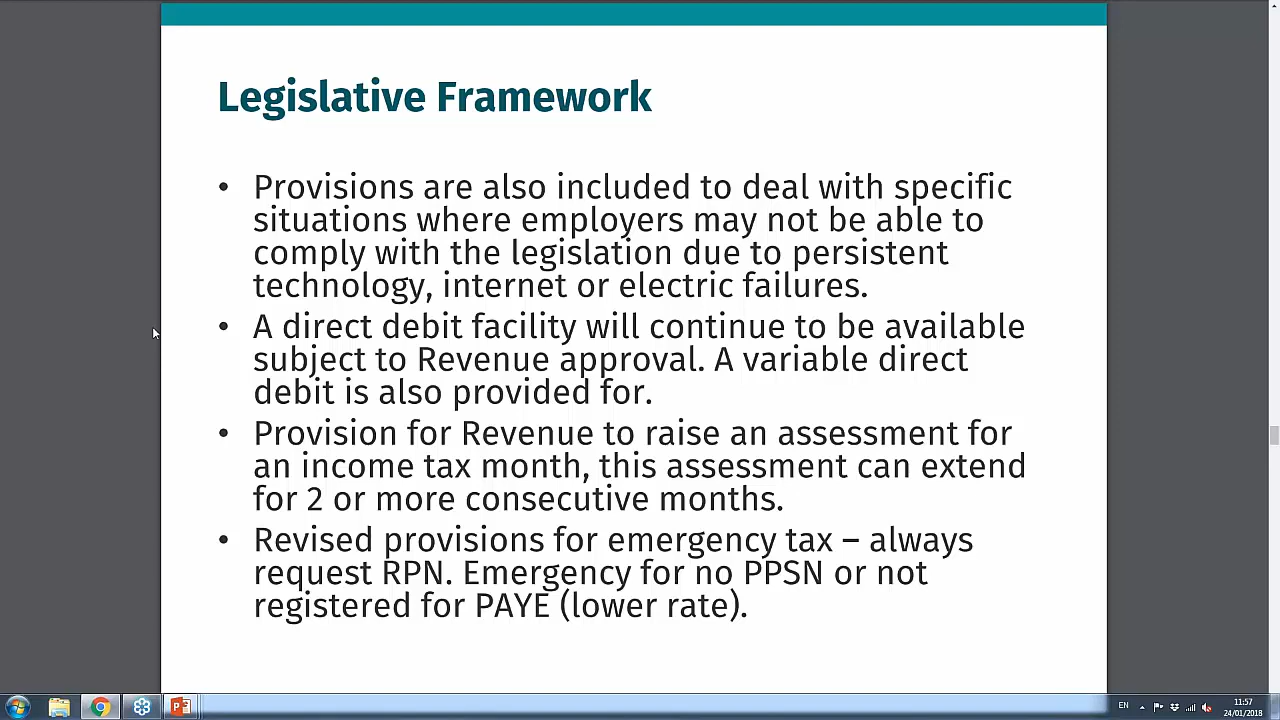 Legislative Framework
• Provisions are also included to deal with specific
situations where employers may not be able to
comply with the legislation due to persistent
technology, internet or electric failures.
• A direct debit facility will continue to be available
subject to Revenue approval. A variable direct
debit is also provided for.
• Provision for Revenue to raise an assessment for
an income tax month, this assessment can extend
for 2 or more consecutive months.
• Revised provisions for emergency tax – always
request RPN. Emergency for no PPSN or not
registered for PAYE (lower rate).
EN
11:57
24/01/2018